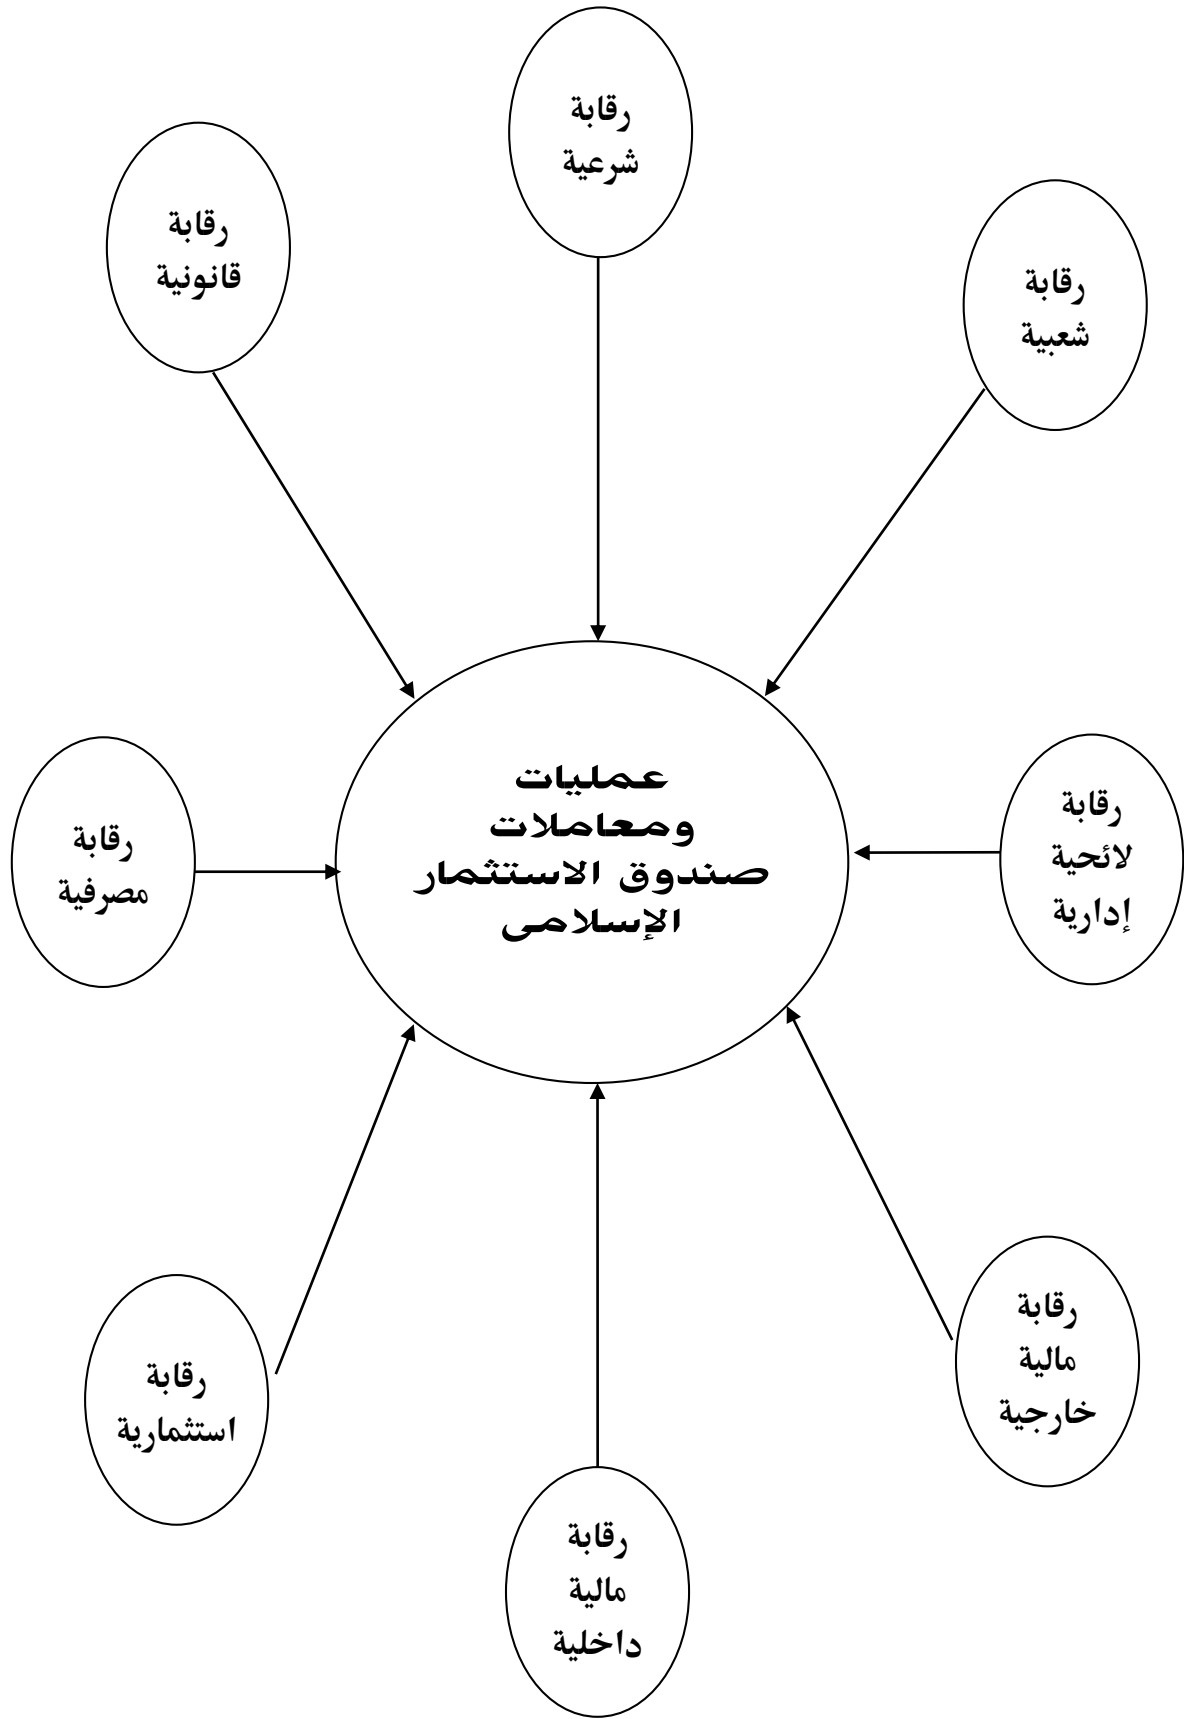 رقابة
شرعية
رقابة
قانونية
رقابة
شعبية
عمليات
ومعاملات
صندوق الاستثمار
الإسلامى
رقابة
لائحية
إدارية
رقابة
مصرفية
رقابة
مالية
خارجية
رقابة
استثمارية
رقابة
مالية
داخلية